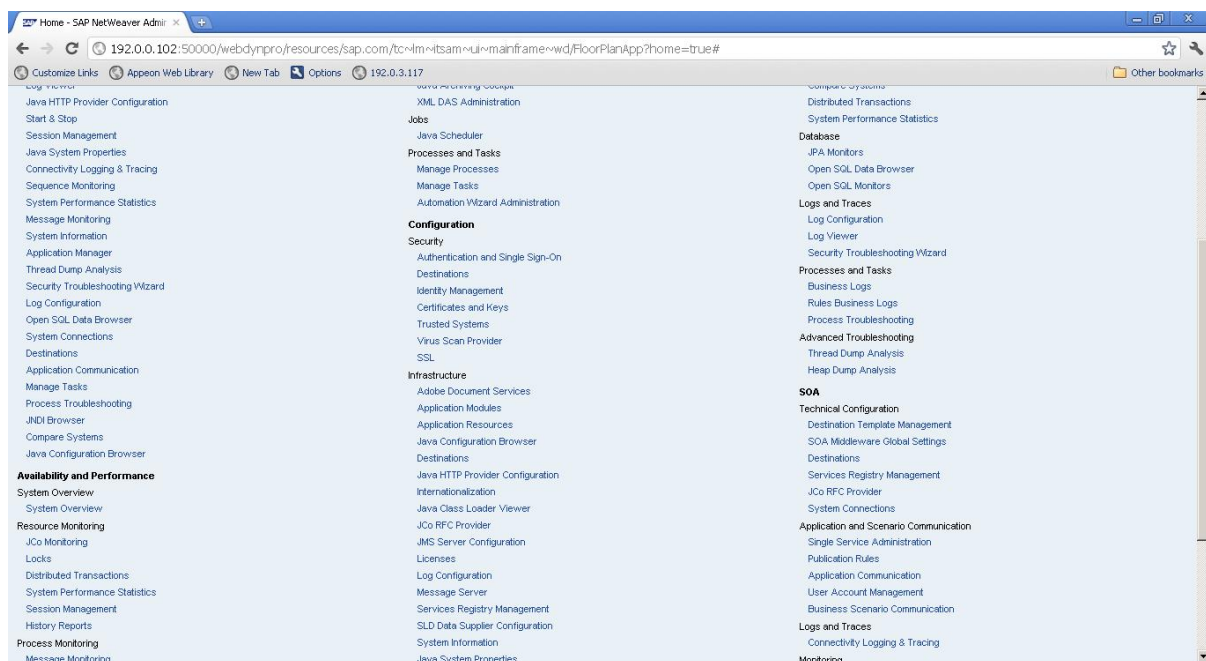 Home - SAP NetWeaver Admir
192.0.0.102:50000/webdynpro/resources/sap.com/tc~lm~itsam~ui~mainframe~wd/FloorPlanApp?home=true#
Customize Links Appeon Web Library New Tab Options 192.0.3.117 Other bookmarks
Log Viewer
Java HTTP Provider Configuration
Start & Stop
Session Management
Java System Properties
Connectivity Logging & Tracing
Sequence Monitoring
System Performance Statistics
Message Monitoring
System Information
Application Manager
Thread Dump Analysis
Security Troubleshooting Wizard
Log Configuration
Open SQL Data Browser
System Connections
Destinations
Application Communication
Manage Tasks
Process Troubleshooting
JNDI Browser
Compare Systems
Java Configuration Browser
Availability and Performance
System Overview
System Overview
Resource Monitoring
JCo Monitoring
Locks
Distributed Transactions
System Performance Statistics
Session Management
History Reports
Process Monitoring
Message Monitoring
Java Archiving Cockpit
XML DAS Administration
Jobs
Java Scheduler
Processes and Tasks
Manage Processes
Manage Tasks
Automation Wizard Administration
Configuration
Security
Authentication and Single Sign-On
Destinations
Identity Management
Certificates and Keys
Trusted Systems
Virus Scan Provider
SSL
Infrastructure
Adobe Document Services
Application Modules
Application Resources
Java Configuration Browser
Destinations
Java HTTP Provider Configuration
Internationalization
Java Class Loader Viewer
JCo RFC Provider
JMS Server Configuration
Licenses
Log Configuration
Message Server
Services Registry Management
SLD Data Supplier Configuration
System Information
Java System Properties
Compare Systems
Distributed Transactions
System Performance Statistics
Database
JPA Monitors
Open SQL Data Browser
Open SQL Monitors
Logs and Traces
Log Configuration
Log Viewer
Security Troubleshooting Wizard
Processes and Tasks
Business Logs
Rules Business Logs
Process Troubleshooting
Advanced Troubleshooting
Thread Dump Analysis
Heap Dump Analysis
SOA
Technical Configuration
Destination Template Management
SOA Middleware Global Settings
Destinations
Services Registry Management
JCo RFC Provider
System Connections
Application and Scenario Communication
Single Service Administration
Publication Rules
Application Communication
User Account Management
Business Scenario Communication
Logs and Traces
Connectivity Logging & Tracing
Monitoring